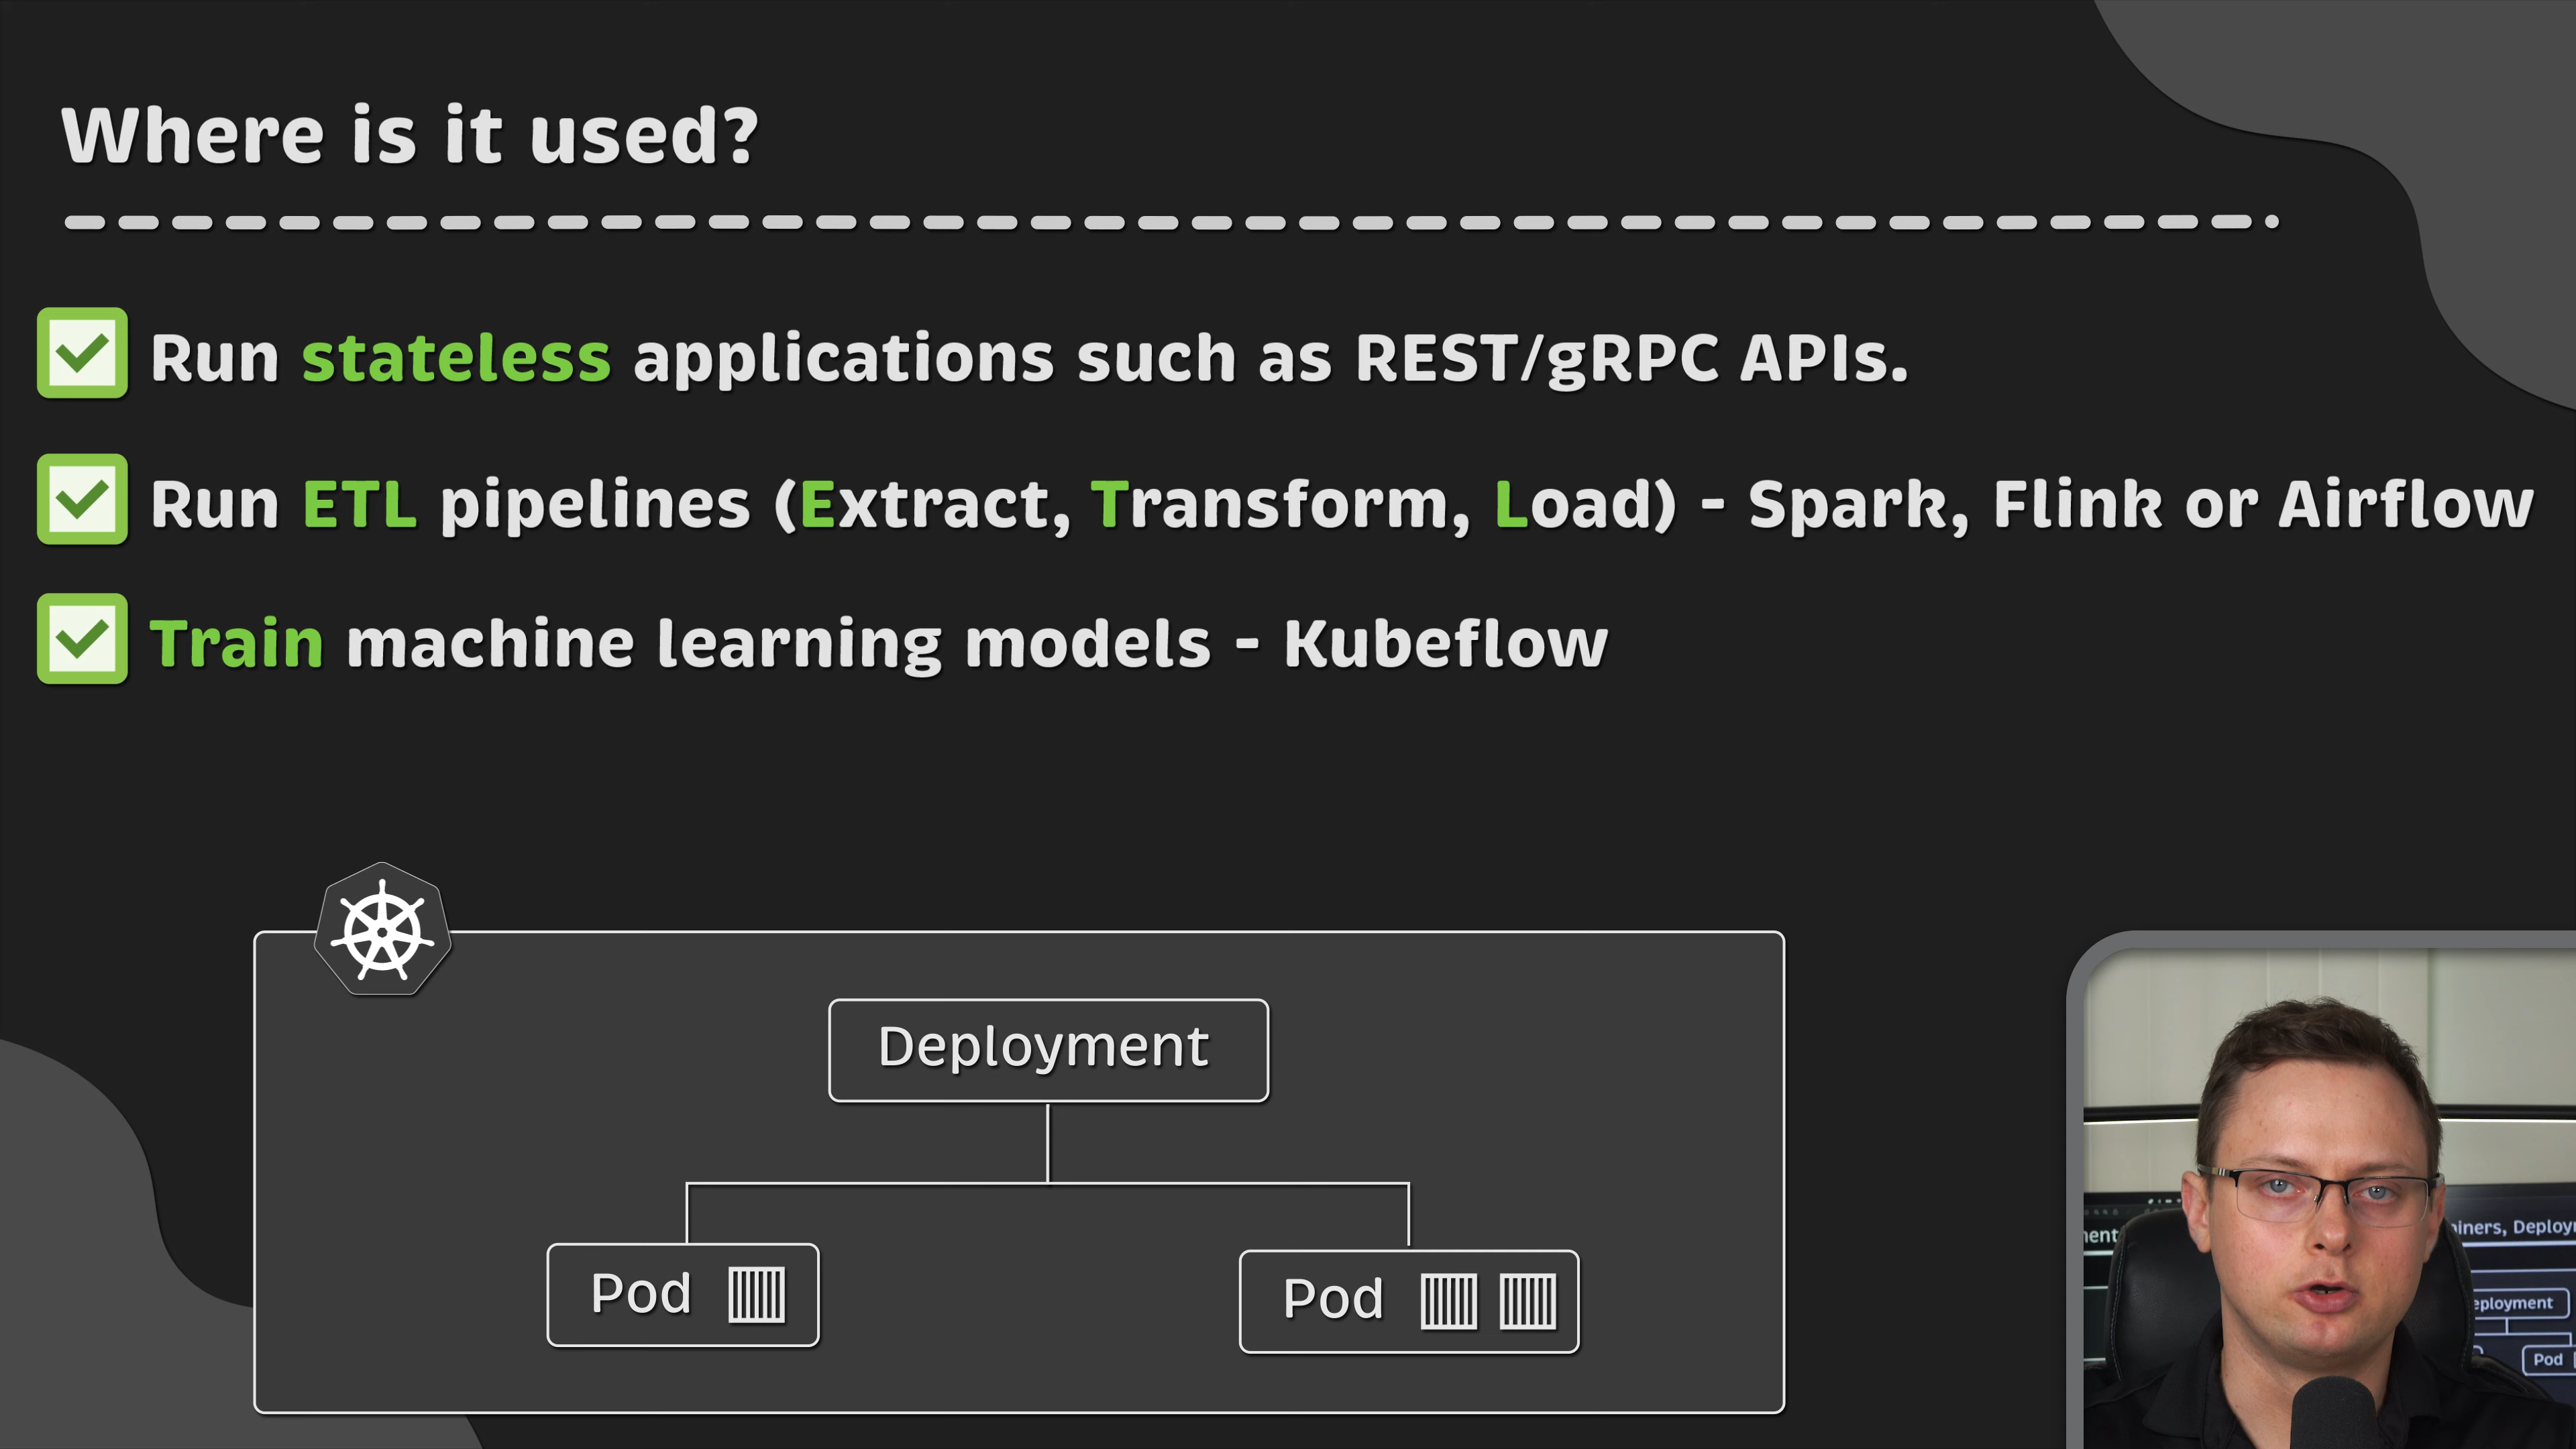 Where is it used?
Run stateless applications such as REST/gRPC APIs.
Run ETL pipelines (Extract, Transform, Load) - Spark, Flink or Airflow
Train machine learning models - Kubeflow
Deployment
Pod
Pod
Pod